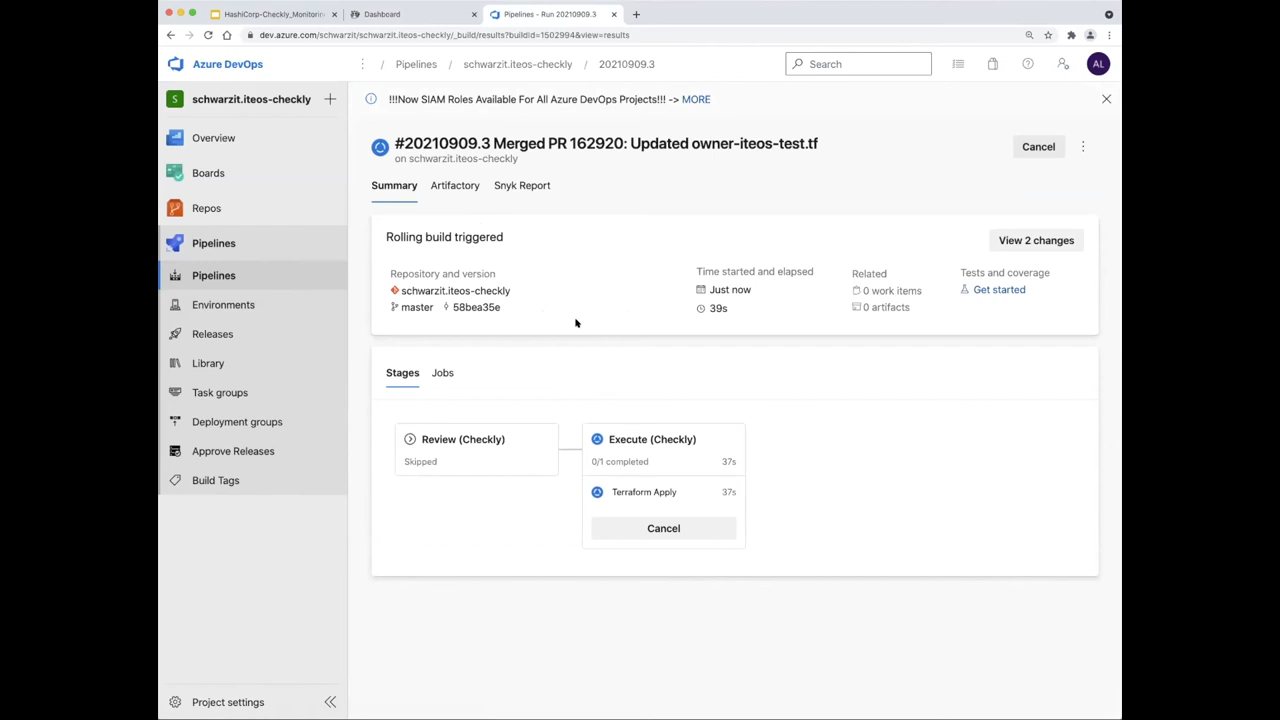 HashiCorp-Checkly_Monitorin
Dashboard
Pipelines - Run 20210909.3
dev.azure.com/schwarzit/schwarzit.iteos-checkly/_build/results?buildId=1502994&view=results
Azure DevOps
/ Pipelines / schwarzit.iteos-checkly / 20210909.3
Search
AL
S schwarzit.iteos-checkly
!!!Now SIAM Roles Available For All Azure DevOps Projects!!! -> MORE
Overview
Boards
Repos
Pipelines
Pipelines
Environments
Releases
Library
Task groups
Deployment groups
Approve Releases
Build Tags
Project settings
#20210909.3 Merged PR 162920: Updated owner-iteos-test.tf
on schwarzit.iteos-checkly
Cancel
Summary Artifactory Snyk Report
Rolling build triggered
View 2 changes
Repository and version
schwarzit.iteos-checkly
master 58bea35e
Time started and elapsed
Just now
39s
Related
0 work items
0 artifacts
Tests and coverage
Get started
Stages Jobs
Review (Checkly)
Skipped
Execute (Checkly)
0/1 completed 37s
Terraform Apply 37s
Cancel